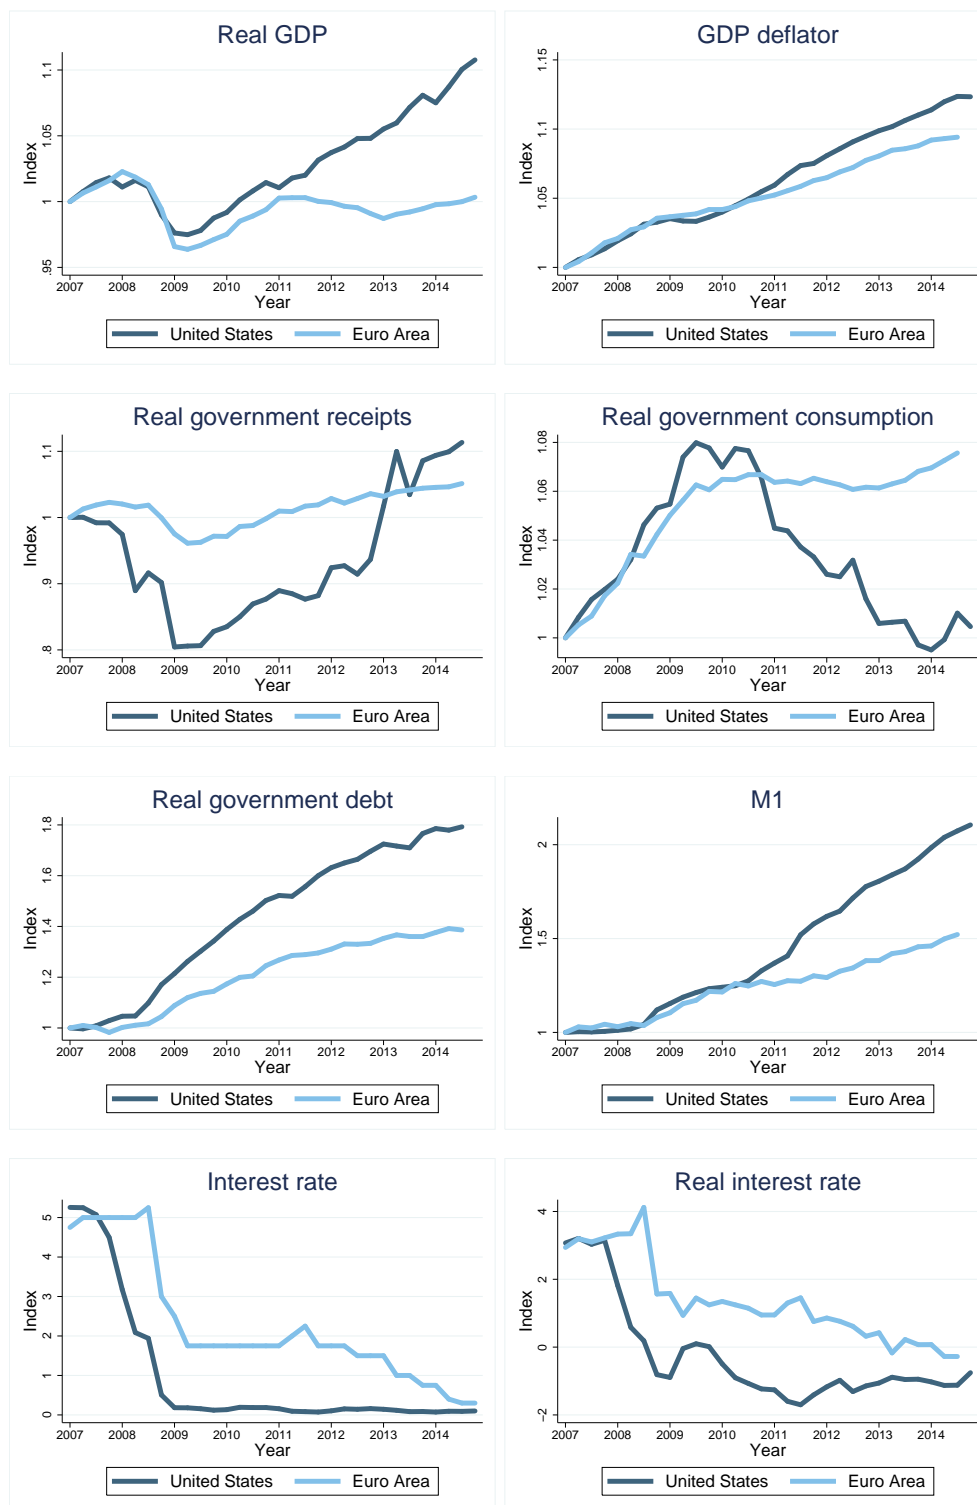 Real GDP
Index
.95 1 1.05 1.1
2007 2008 2009 2010 2011 2012 2013 2014
Year
United States Euro Area
GDP deflator
Index
1 1.05 1.1 1.15
2007 2008 2009 2010 2011 2012 2013 2014
Year
United States Euro Area
Real government receipts
Index
.8 .9 1 1.1
2007 2008 2009 2010 2011 2012 2013 2014
Year
United States Euro Area
Real government consumption
Index
1 1.02 1.04 1.06 1.08
2007 2008 2009 2010 2011 2012 2013 2014
Year
United States Euro Area
Real government debt
Index
1 1.2 1.4 1.6 1.8
2007 2008 2009 2010 2011 2012 2013 2014
Year
United States Euro Area
M1
Index
1 1.5 2
2007 2008 2009 2010 2011 2012 2013 2014
Year
United States Euro Area
Interest rate
Index
0 1 2 3 4 5
2007 2008 2009 2010 2011 2012 2013 2014
Year
United States Euro Area
Real interest rate
Index
−2 0 2 4
2007 2008 2009 2010 2011 2012 2013 2014
Year
United States Euro Area